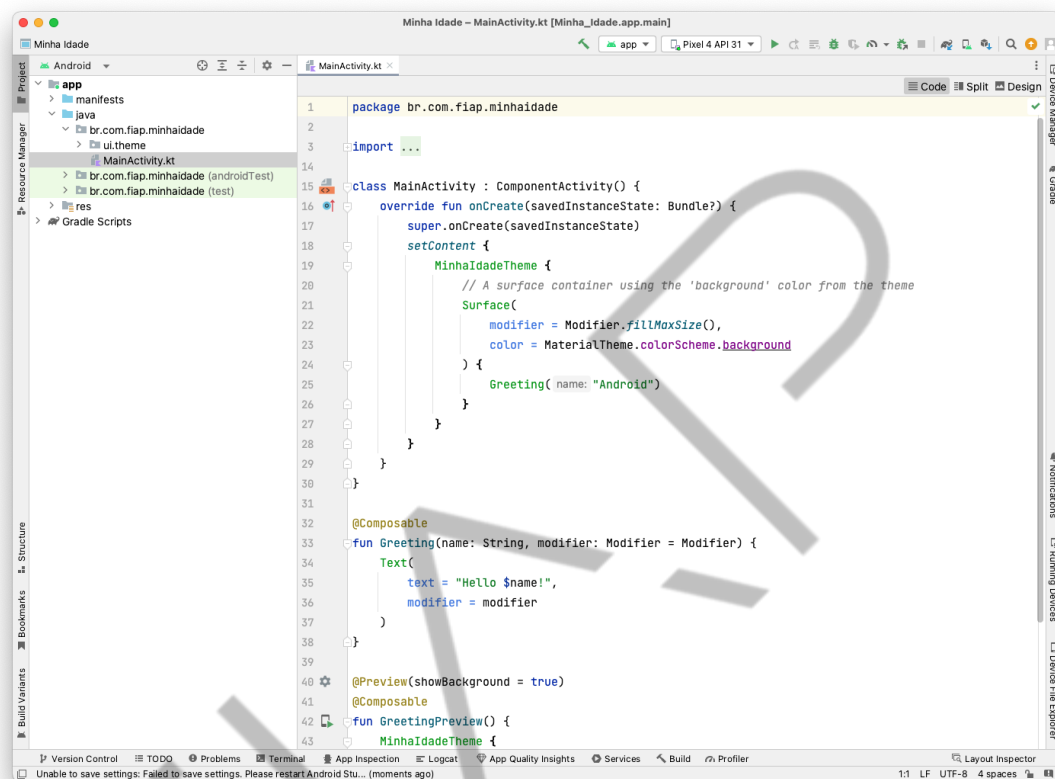 Minha Idade – MainActivity.kt [Minha_Idade.app.main]
Minha Idade
app
Pixel 4 API 31
Android
MainActivity.kt
Code Split Design
app
manifests
java
br.com.fiap.minhaidade
ui.theme
MainActivity.kt
br.com.fiap.minhaidade (androidTest)
br.com.fiap.minhaidade (test)
res
Gradle Scripts
Project
Resource Manager
Structure
Bookmarks
Build Variants
1 package br.com.fiap.minhaidade
2
3 import ...
14
15 class MainActivity : ComponentActivity() {
16 override fun onCreate(savedInstanceState: Bundle?) {
17 super.onCreate(savedInstanceState)
18 setContent {
19 MinhaIdadeTheme {
20 // A surface container using the 'background' color from the theme
21 Surface(
22 modifier = Modifier.fillMaxSize(),
23 color = MaterialTheme.colorScheme.background
24 ) {
25 Greeting( name: "Android")
26 }
27 }
28 }
29 }
30 }
31
32 @Composable
33 fun Greeting(name: String, modifier: Modifier = Modifier) {
34 Text(
35 text = "Hello $name!",
36 modifier = modifier
37 )
38 }
39
40 @Preview(showBackground = true)
41 @Composable
42 fun GreetingPreview() {
43 MinhaIdadeTheme {
Device Manager
Gradle
Notifications
Running Devices
Device File Explorer
Version Control TODO Problems Terminal App Inspection Logcat App Quality Insights Services Build Profiler Layout Inspector
Unable to save settings: Failed to save settings. Please restart Android Stu... (moments ago) 1:1 LF UTF-8 4 spaces